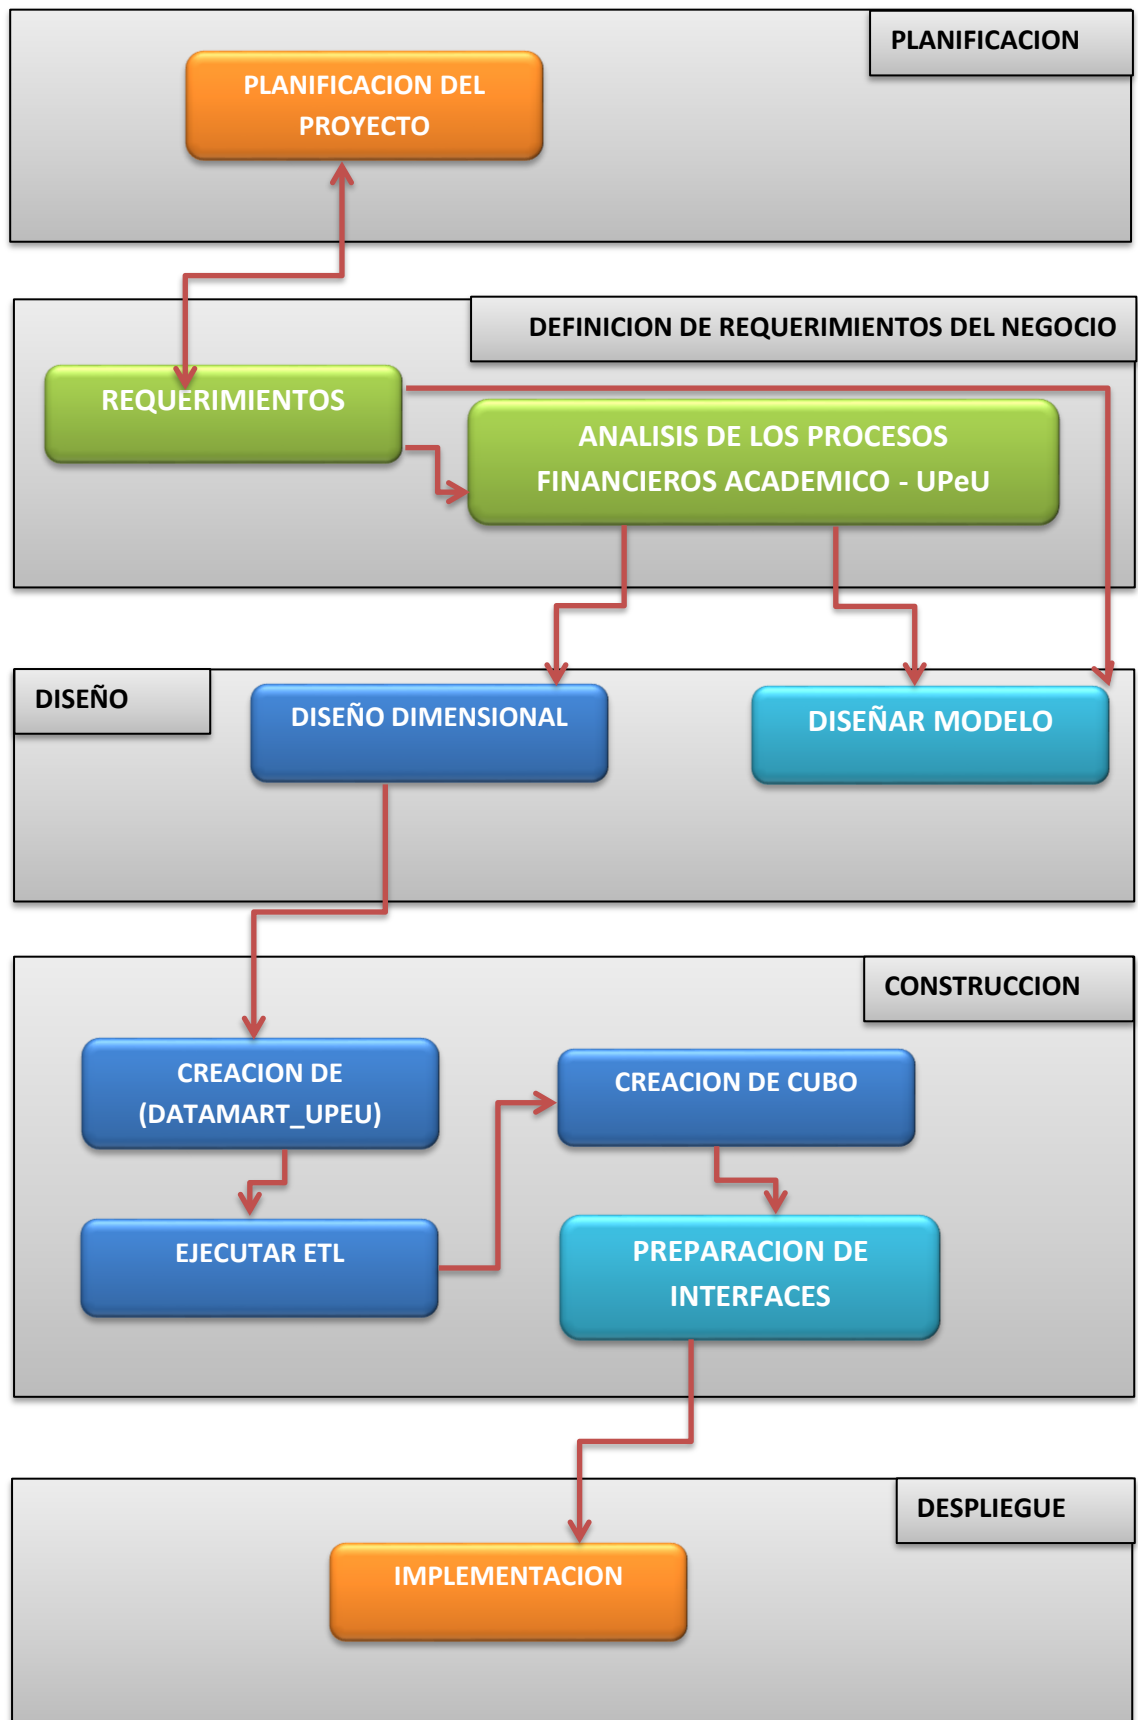 PLANIFICACION
PLANIFICACION DEL
PROYECTO
DEFINICION DE REQUERIMIENTOS DEL NEGOCIO
REQUERIMIENTOS
ANALISIS DE LOS PROCESOS
FINANCIEROS ACADEMICO - UPeU
DISEÑO
DISEÑO DIMENSIONAL
DISEÑAR MODELO
CONSTRUCCION
CREACION DE
(DATAMART_UPEU)
CREACION DE CUBO
EJECUTAR ETL
PREPARACION DE
INTERFACES
DESPLIEGUE
IMPLEMENTACION